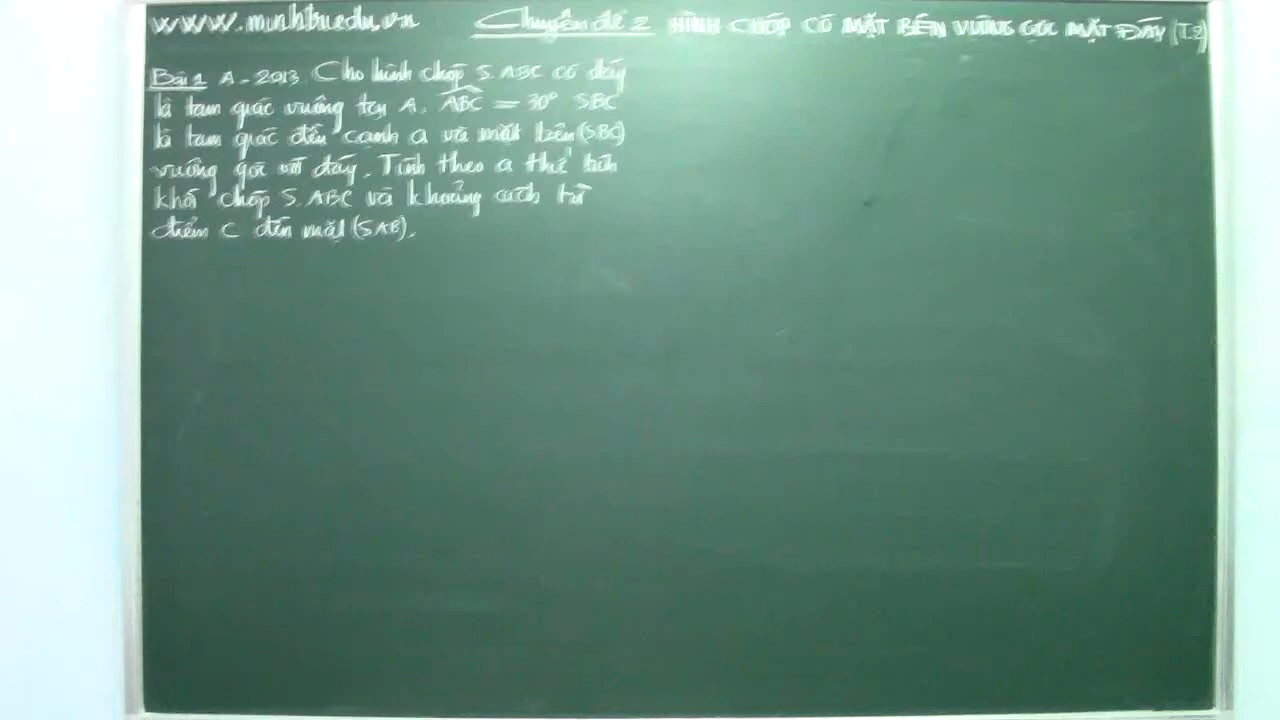 www.minhtriedu.vn
Chuyên đề 2 HÌNH CHÓP CÓ MẶT BÊN VUÔNG GÓC MẶT ĐÁY (T2)
Bài 1 A - 2013 Cho hình chóp S.ABC có đáy
là tam giác vuông tại A. ABC = 30° SBC
là tam giác đều cạnh a và mặt bên (SBC)
vuông góc với đáy. Tính theo a thể tích
khối chóp S.ABC và khoảng cách từ
điểm C đến mặt (SAB).